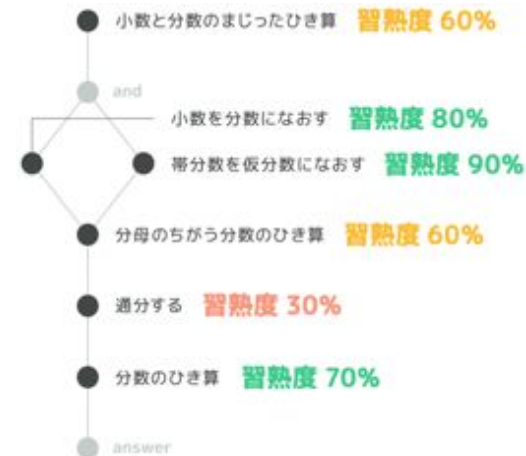 小数と分数のまじったひき算 習熟度 60%
and
小数を分数になおす 習熟度 80%
帯分数を仮分数になおす 習熟度 90%
分母のちがう分数のひき算 習熟度 60%
通分する 習熟度 30%
分数のひき算 習熟度 70%
answer